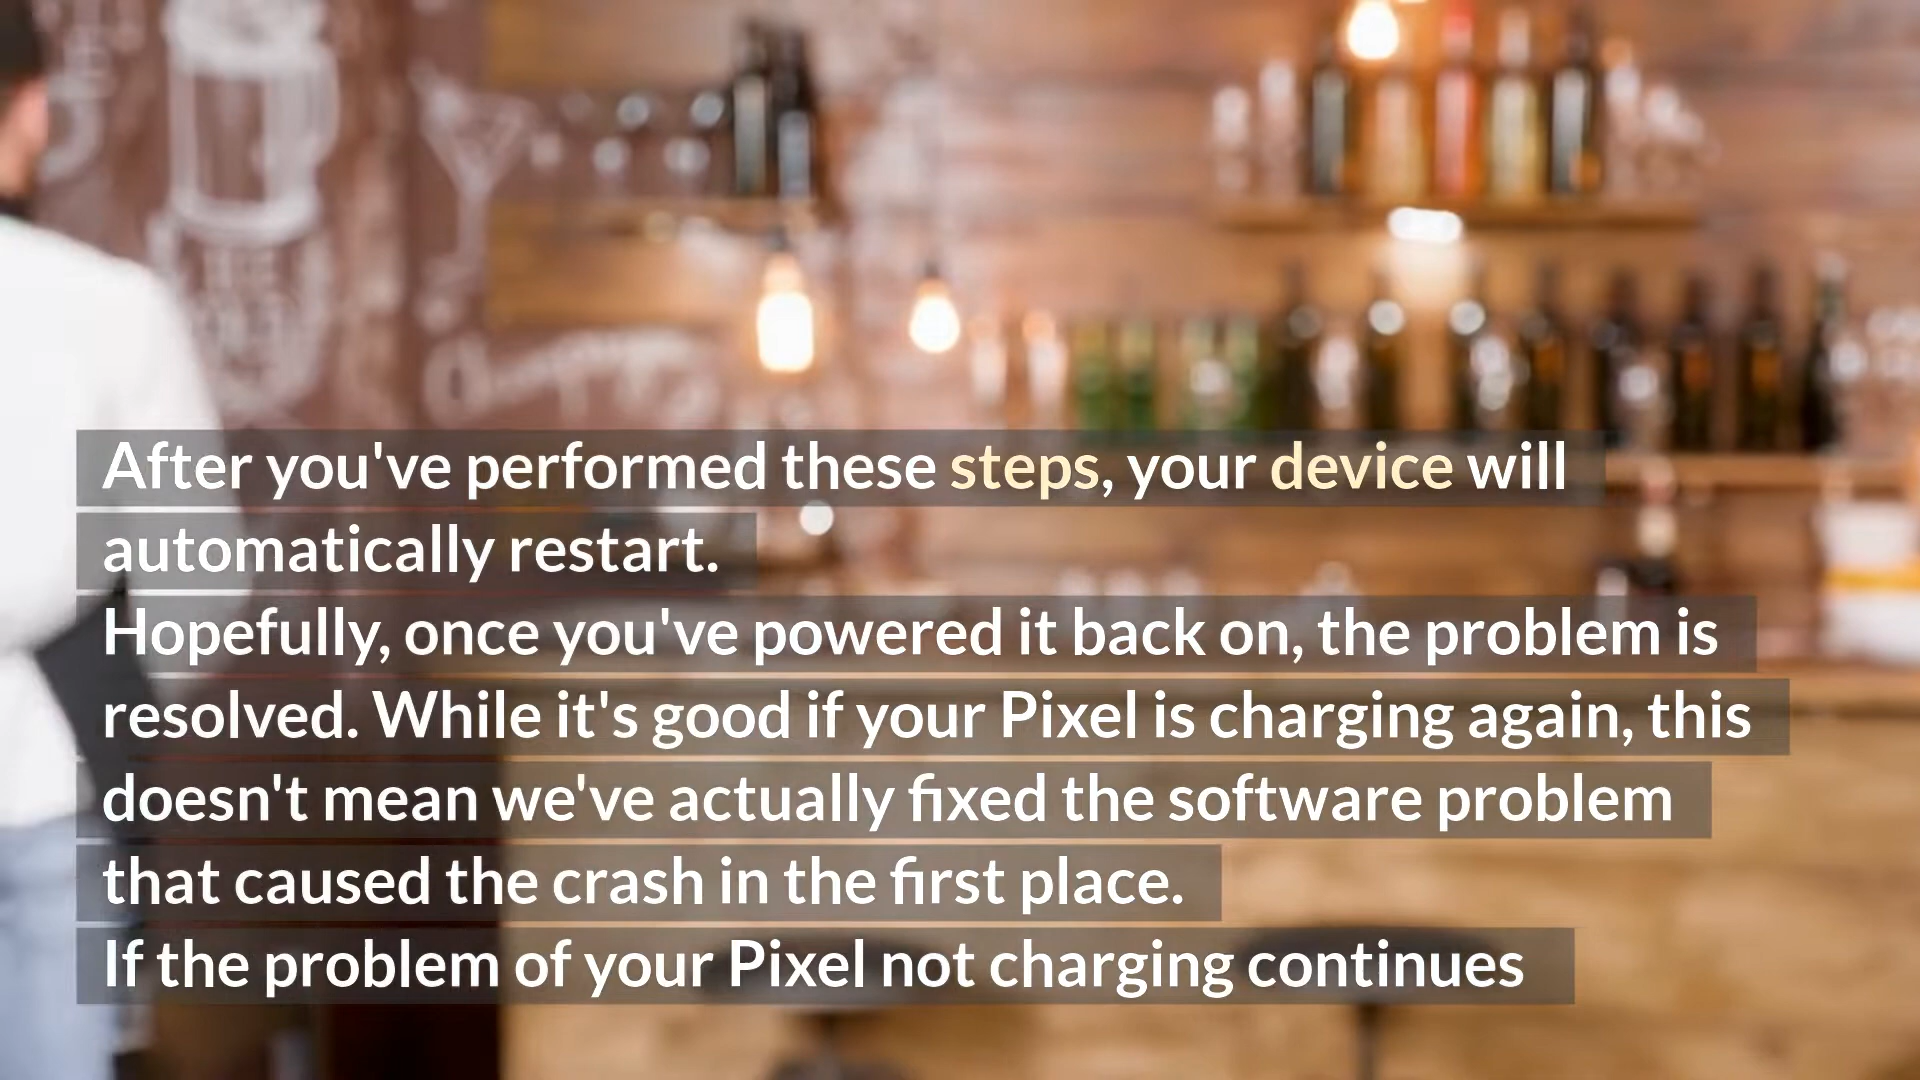 After you've performed these steps, your device will
automatically restart.
Hopefully, once you've powered it back on, the problem is
resolved. While it's good if your Pixel is charging again, this
doesn't mean we've actually fixed the software problem
that caused the crash in the first place.
If the problem of your Pixel not charging continues